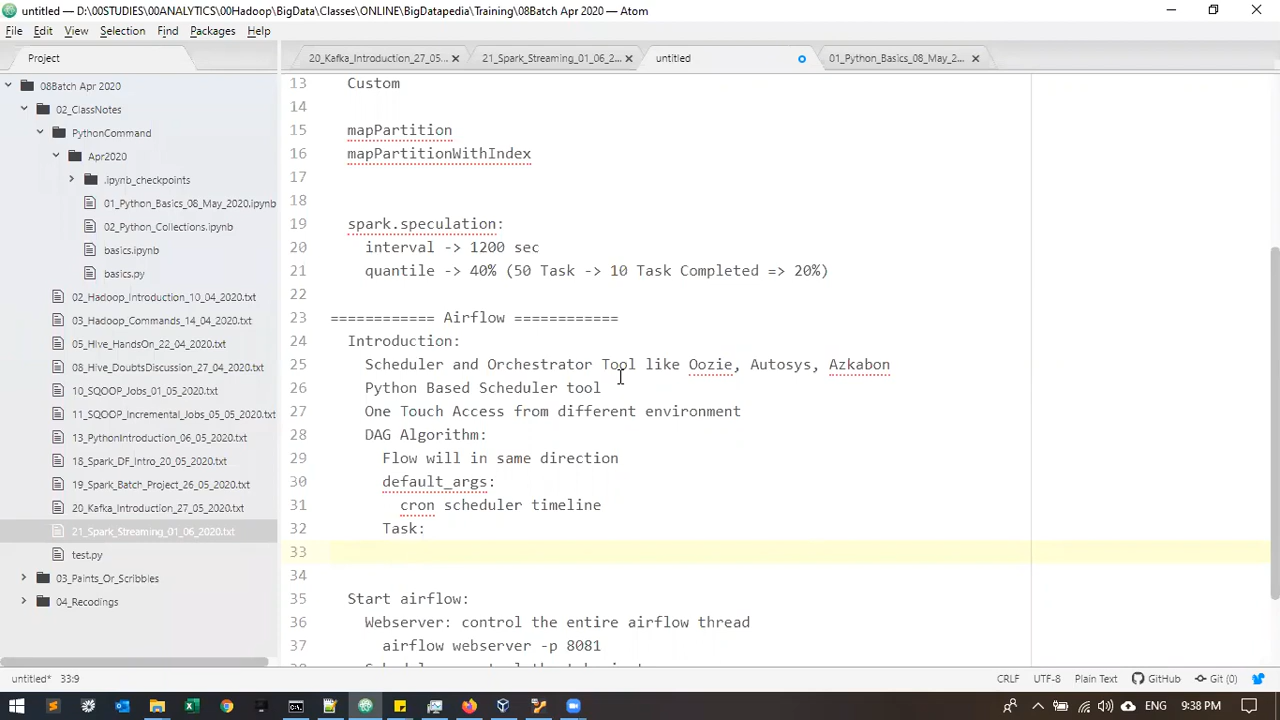 untitled — D:\00STUDIES\00ANALYTICS\00Hadoop\BigData\Classes\ONLINE\BigDatapedia\Training\08Batch Apr 2020 — Atom
File Edit View Selection Find Packages Help
Project
20_Kafka_Introduction_27_05... 21_Spark_Streaming_01_06_2... untitled 01_Python_Basics_08_May_2...
08Batch Apr 2020
02_ClassNotes
PythonCommand
Apr2020
.ipynb_checkpoints
01_Python_Basics_08_May_2020.ipynb
02_Python_Collections.ipynb
basics.ipynb
basics.py
02_Hadoop_Introduction_10_04_2020.txt
03_Hadoop_Commands_14_04_2020.txt
05_Hive_HandsOn_22_04_2020.txt
08_Hive_DoubtsDiscussion_27_04_2020.txt
10_SQOOP_Jobs_01_05_2020.txt
11_SQOOP_Incremental_Jobs_05_05_2020.txt
13_PythonIntroduction_06_05_2020.txt
18_Spark_DF_Intro_20_05_2020.txt
19_Spark_Batch_Project_26_05_2020.txt
20_Kafka_Introduction_27_05_2020.txt
21_Spark_Streaming_01_06_2020.txt
test.py
03_Paints_Or_Scribbles
04_Recodings
13 Custom
14
15 mapPartition
16 mapPartitionWithIndex
17
18
19 spark.speculation:
20 interval -> 1200 sec
21 quantile -> 40% (50 Task -> 10 Task Completed => 20%)
22
23 ============ Airflow ============
24 Introduction:
25 Scheduler and Orchestrator Tool like Oozie, Autosys, Azkabon
26 Python Based Scheduler tool
27 One Touch Access from different environment
28 DAG Algorithm:
29 Flow will in same direction
30 default_args:
31 cron scheduler timeline
32 Task:
33
34
35 Start airflow:
36 Webserver: control the entire airflow thread
37 airflow webserver -p 8081
untitled* 33:9
CRLF UTF-8 Plain Text GitHub Git (0)
ENG 9:38 PM